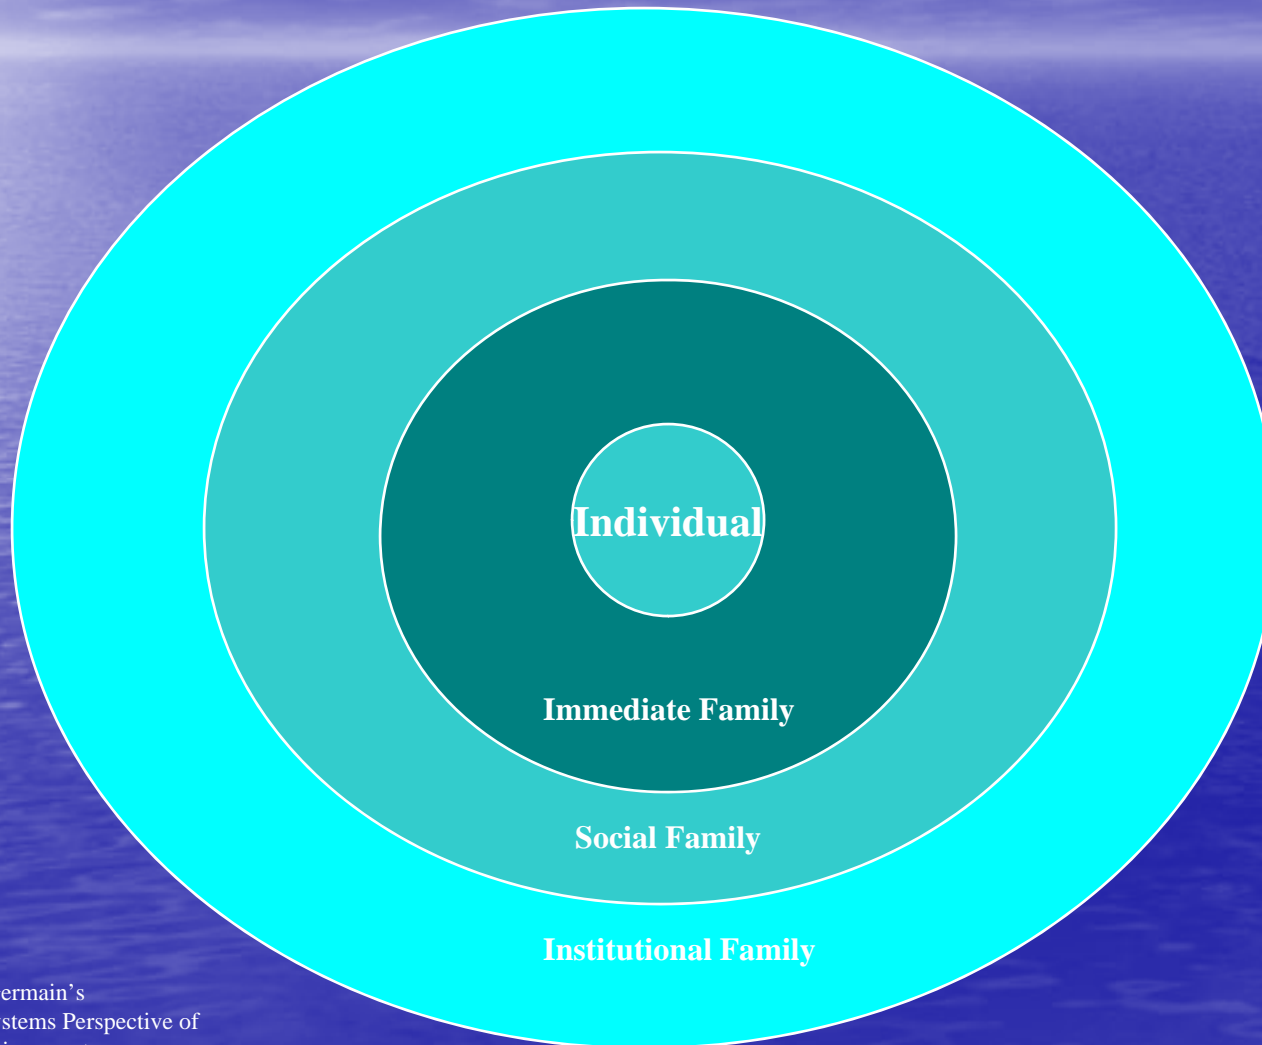 Individual
Immediate Family
Social Family
Institutional Family
ermain’s
stems Perspective of